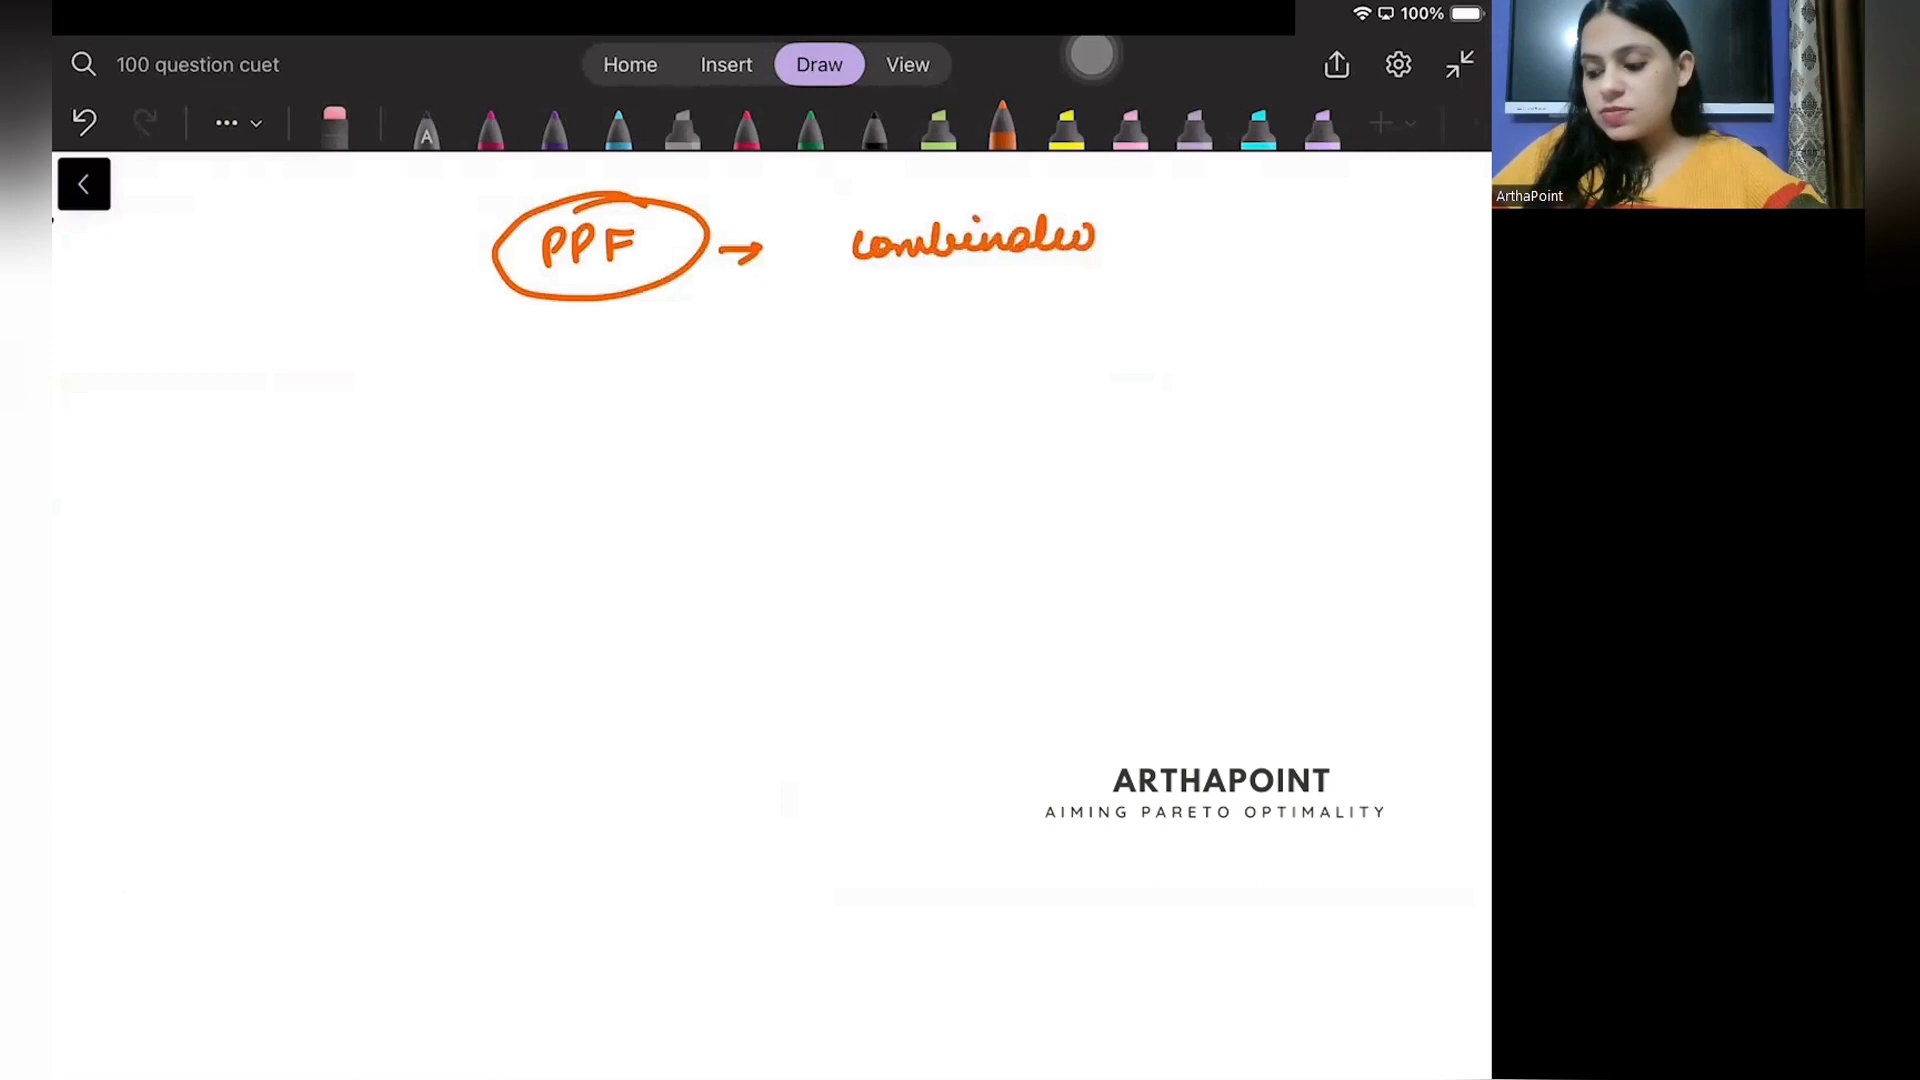 100%
100 question cuet
Home Insert Draw View
A
ArthaPoint
PPF → combination
ARTHAPOINT
AIMING PARETO OPTIMALITY